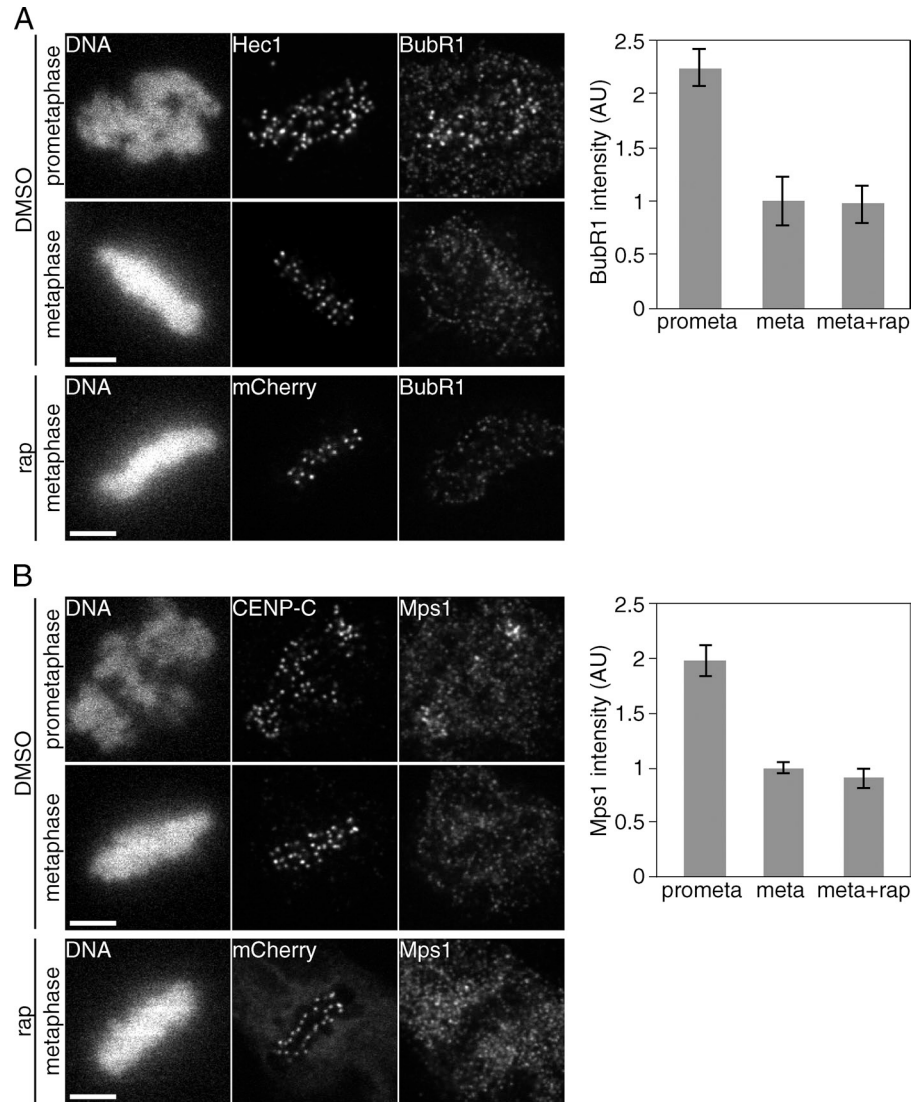 A
DMSO
prometaphase
DNA
Hec1
BubR1
metaphase
rap
metaphase
DNA
mCherry
BubR1
BubR1 intensity (AU)
2.5
2
1.5
1
0.5
0
prometa meta meta+rap
B
DMSO
prometaphase
DNA
CENP-C
Mps1
metaphase
rap
metaphase
DNA
mCherry
Mps1
Mps1 intensity (AU)
2.5
2
1.5
1
0.5
0
prometa meta meta+rap